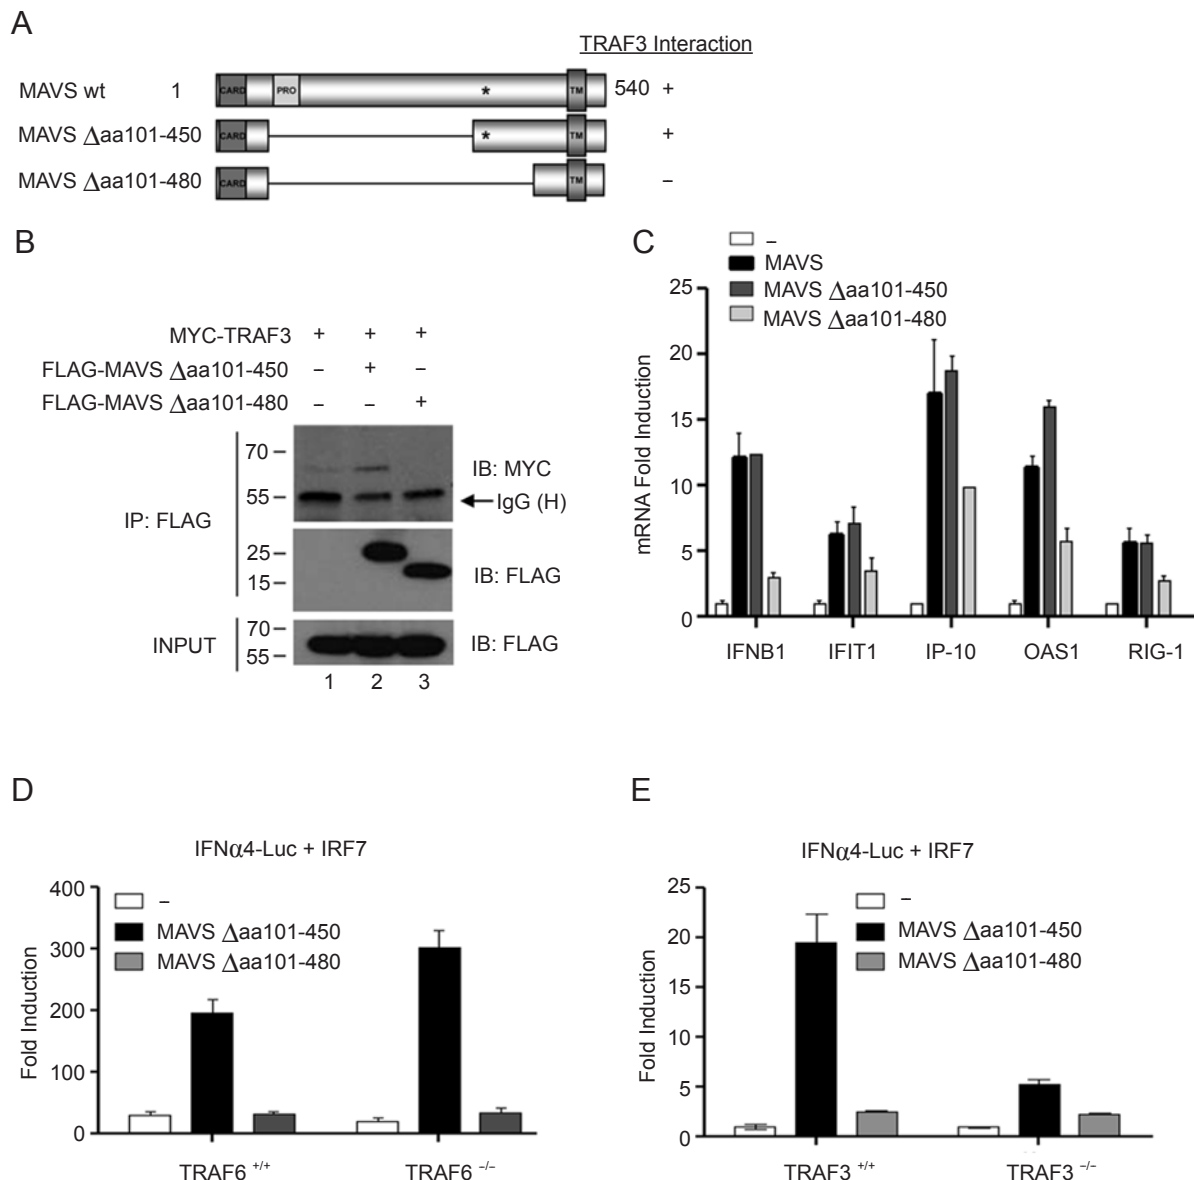 A
TRAF3 Interaction
MAVS wt 1 CARD PRO * TM 540 +
MAVS Δaa101-450 CARD * TM +
MAVS Δaa101-480 CARD TM –
B
MYC-TRAF3 + + +
FLAG-MAVS Δaa101-450 – + –
FLAG-MAVS Δaa101-480 – – +
IP: FLAG
70
55
IB: MYC
IgG (H)
25
15
IB: FLAG
INPUT
70
55
IB: FLAG
1 2 3
C
–
MAVS
MAVS Δaa101-450
MAVS Δaa101-480
mRNA Fold Induction
25
20
15
10
5
0
IFNB1 IFIT1 IP-10 OAS1 RIG-1
D
IFNα4-Luc + IRF7
–
MAVS Δaa101-450
MAVS Δaa101-480
Fold Induction
400
300
200
100
0
TRAF6 +/+ TRAF6 –/–
E
IFNα4-Luc + IRF7
–
MAVS Δaa101-450
MAVS Δaa101-480
Fold Induction
25
20
15
10
5
0
TRAF3 +/+ TRAF3 –/–